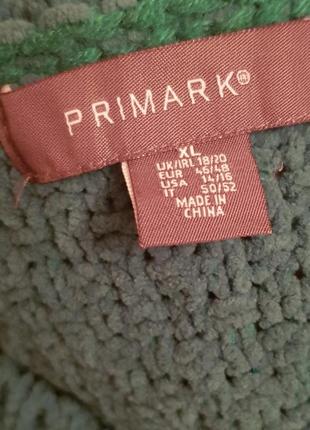 PRIMARK®
XL
UK/IRL 18/20
EUR 46/48
USA 14/16
IT 50/52
MADE IN
CHINA